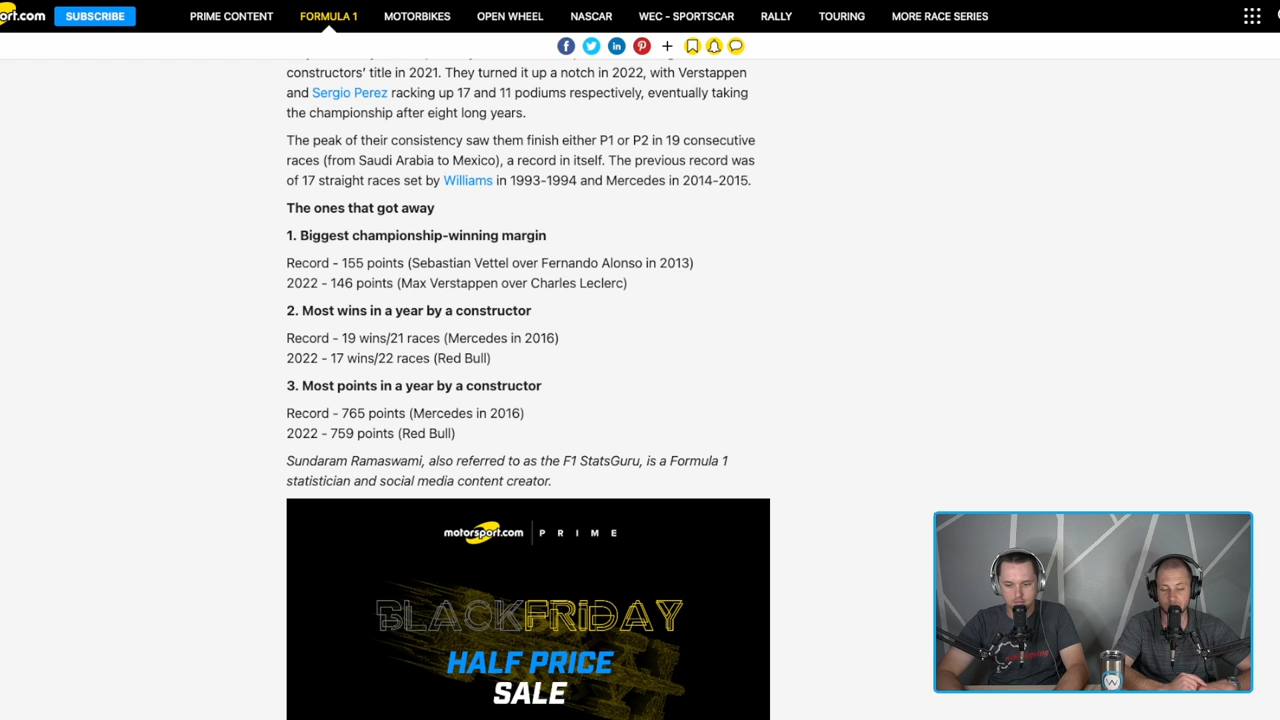 .com
SUBSCRIBE
PRIME CONTENT
FORMULA 1
MOTORBIKES
OPEN WHEEL
NASCAR
WEC - SPORTSCAR
RALLY
TOURING
MORE RACE SERIES
constructors' title in 2021. They turned it up a notch in 2022, with Verstappen
and Sergio Perez racking up 17 and 11 podiums respectively, eventually taking
the championship after eight long years.
The peak of their consistency saw them finish either P1 or P2 in 19 consecutive
races (from Saudi Arabia to Mexico), a record in itself. The previous record was
of 17 straight races set by Williams in 1993-1994 and Mercedes in 2014-2015.
The ones that got away
1. Biggest championship-winning margin
Record - 155 points (Sebastian Vettel over Fernando Alonso in 2013)
2022 - 146 points (Max Verstappen over Charles Leclerc)
2. Most wins in a year by a constructor
Record - 19 wins/21 races (Mercedes in 2016)
2022 - 17 wins/22 races (Red Bull)
3. Most points in a year by a constructor
Record - 765 points (Mercedes in 2016)
2022 - 759 points (Red Bull)
Sundaram Ramaswami, also referred to as the F1 StatsGuru, is a Formula 1
statistician and social media content creator.
motorsport.com | PRIME
BLACKFRIDAY
HALF PRICE
SALE